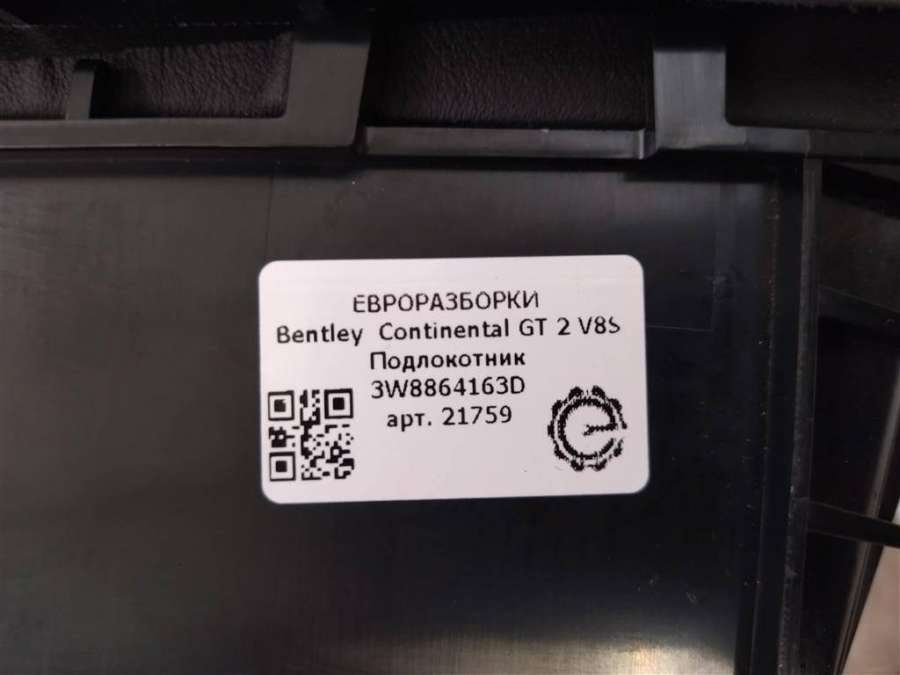 ЕВРОРАЗБОРКИ
Bentley Continental GT 2 V8S
Подлокотник
3W8864163D
арт. 21759